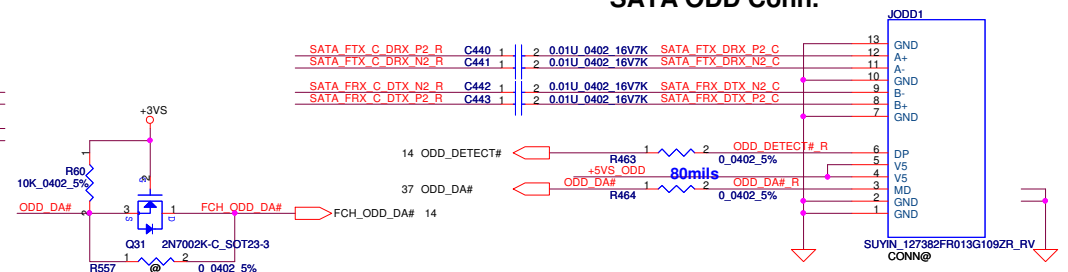 SATA ODD Conn.
JODD1
SATA_FTX_C_DRX_P2_R C440 1 2 0.01U_0402_16V7K SATA_FTX_DRX_P2_C 13 GND
SATA_FTX_C_DRX_N2_R C441 1 2 0.01U_0402_16V7K SATA_FTX_DRX_N2_C 12 A+
11 A-
10 GND
SATA_FRX_C_DTX_N2_R C442 1 2 0.01U_0402_16V7K SATA_FRX_DTX_N2_C 9 B-
SATA_FRX_C_DTX_P2_R C443 1 2 0.01U_0402_16V7K SATA_FRX_DTX_P2_C 8 B+
7 GND
+3VS
14 ODD_DETECT# R463 1 2 0_0402_5% ODD_DETECT#_R 6 DP
5 V5
+5VS_ODD 80mils 4 V5
37 ODD_DA# ODD_DA# R464 1 2 0_0402_5% ODD_DA#_R 3 MD
2 GND
1 GND
R60 1 2
10K_0402_5%
ODD_DA# 3 S G 2 D 1 FCH_ODD_DA# FCH_ODD_DA# 14
Q31 2N7002K-C_SOT23-3
R557 1 @ 2 0_0402_5%
SUYIN_127382FR013G109ZR_RV
CONN@